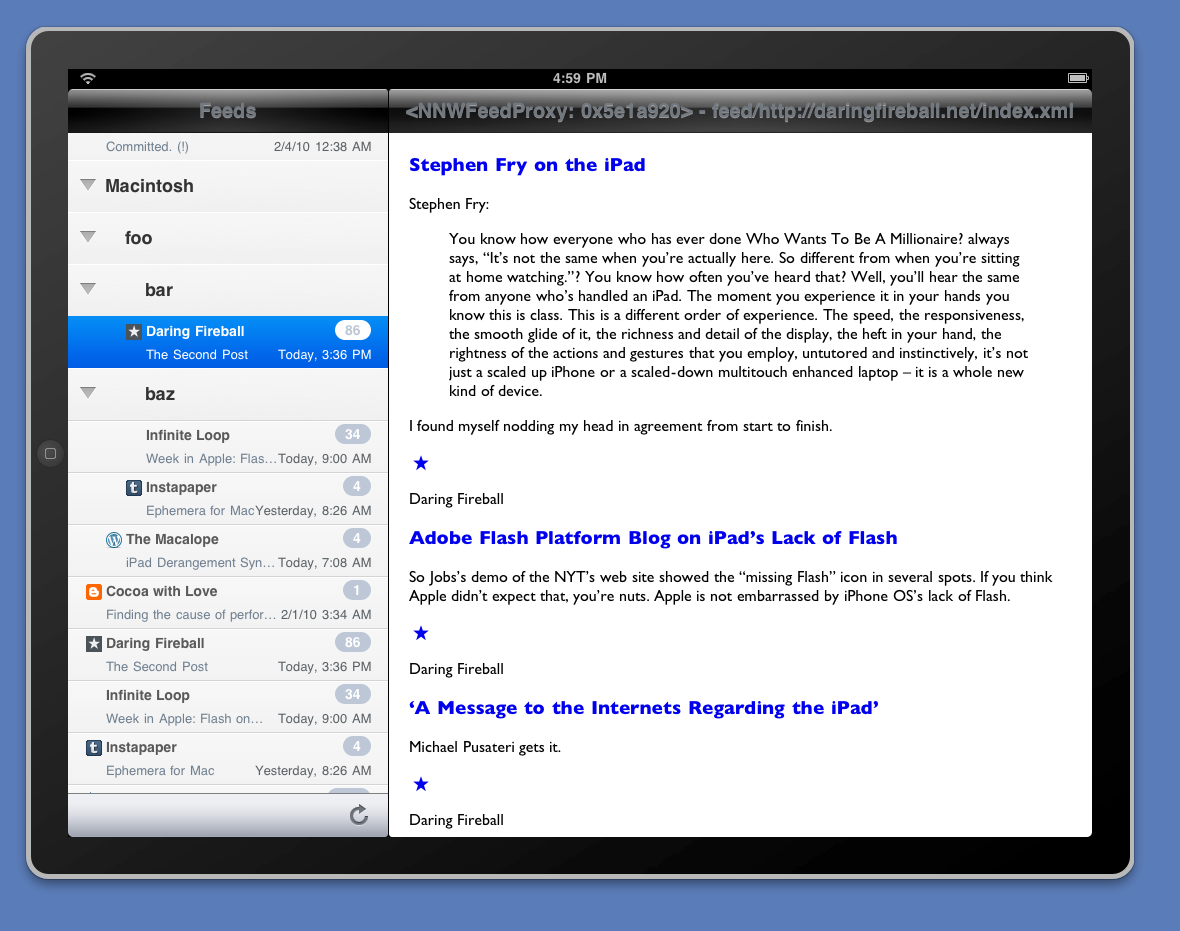 4:59 PM
Feeds
Committed. (!) 2/4/10 12:38 AM
Macintosh
foo
bar
Daring Fireball 86
The Second Post Today, 3:36 PM
baz
Infinite Loop 34
Week in Apple: Flas... Today, 9:00 AM
t Instapaper 4
Ephemera for Mac Yesterday, 8:26 AM
The Macalope 4
iPad Derangement Syn... Today, 7:08 AM
Cocoa with Love 1
Finding the cause of perfor... 2/1/10 3:34 AM
Daring Fireball 86
The Second Post Today, 3:36 PM
Infinite Loop 34
Week in Apple: Flash on... Today, 9:00 AM
t Instapaper 4
Ephemera for Mac Yesterday, 8:26 AM
<NNWFeedProxy: 0x5e1a920> - feed/http://daringfireball.net/index.xml
Stephen Fry on the iPad
Stephen Fry:
You know how everyone who has ever done Who Wants To Be A Millionaire? always
says, “It’s not the same when you’re actually here. So different from when you’re sitting
at home watching.”? You know how often you’ve heard that? Well, you’ll hear the same
from anyone who’s handled an iPad. The moment you experience it in your hands you
know this is class. This is a different order of experience. The speed, the responsiveness,
the smooth glide of it, the richness and detail of the display, the heft in your hand, the
rightness of the actions and gestures that you employ, untutored and instinctively, it’s not
just a scaled up iPhone or a scaled-down multitouch enhanced laptop – it is a whole new
kind of device.
I found myself nodding my head in agreement from start to finish.
★
Daring Fireball
Adobe Flash Platform Blog on iPad’s Lack of Flash
So Jobs’s demo of the NYT’s web site showed the “missing Flash” icon in several spots. If you think
Apple didn’t expect that, you’re nuts. Apple is not embarrassed by iPhone OS’s lack of Flash.
★
Daring Fireball
‘A Message to the Internets Regarding the iPad’
Michael Pusateri gets it.
★
Daring Fireball